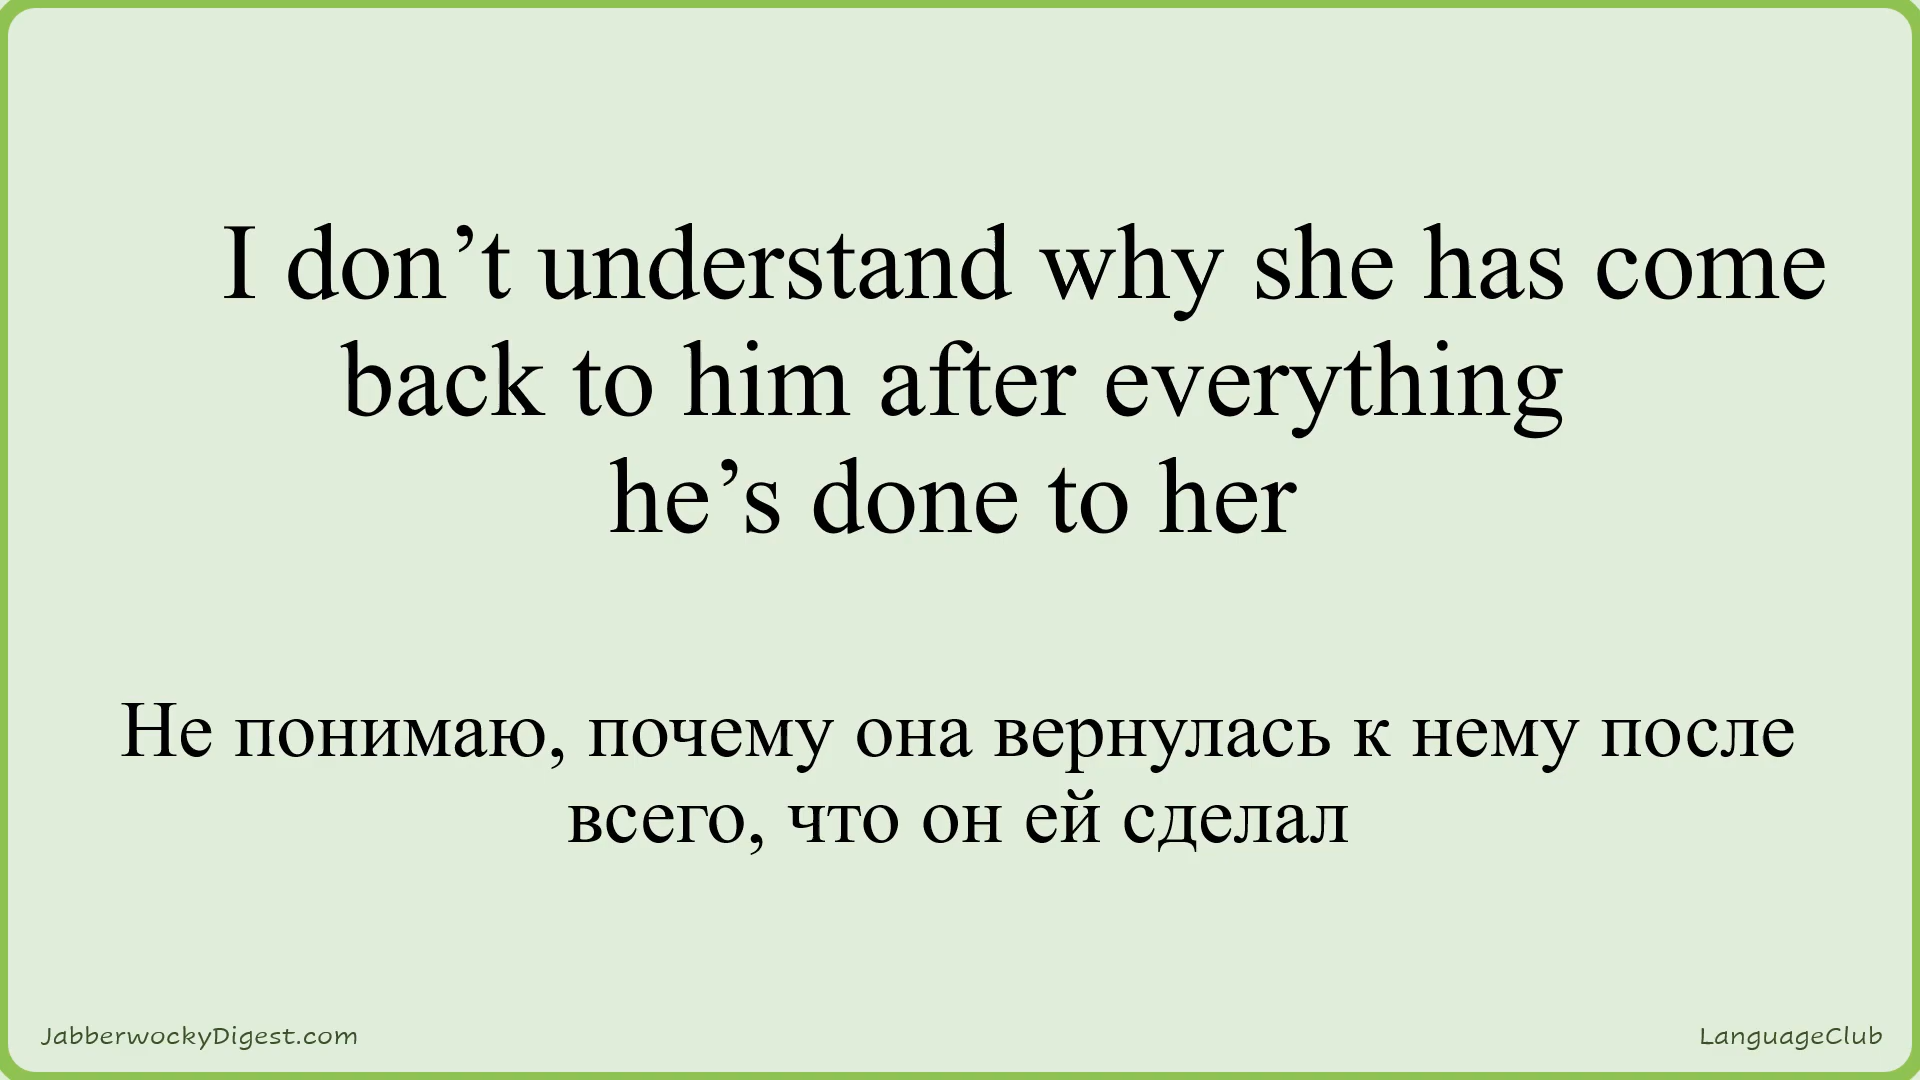 I don’t understand why she has come
back to him after everything
he’s done to her
Не понимаю, почему она вернулась к нему после
всего, что он ей сделал
JabberwockyDigest.com
LanguageClub